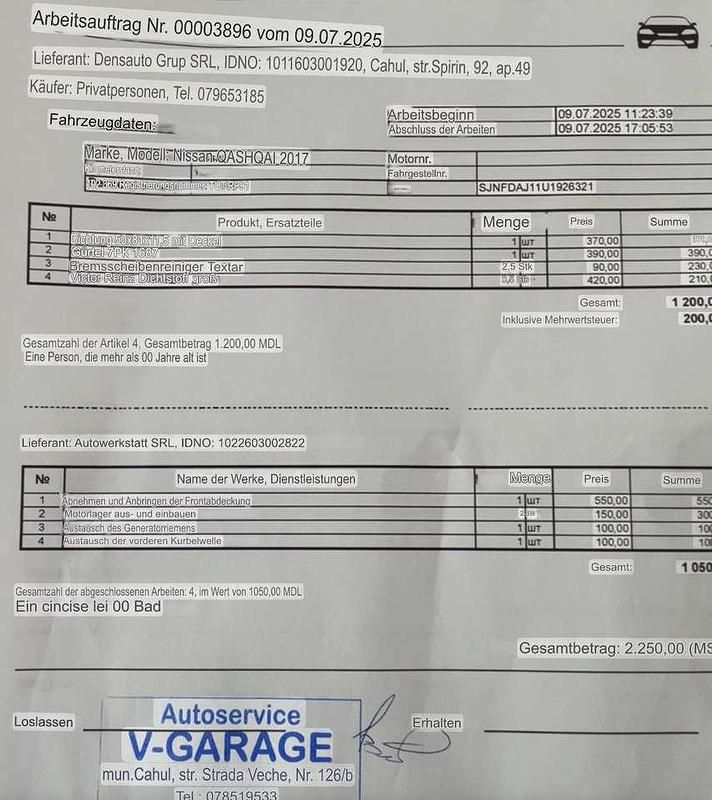 Arbeitsauftrag Nr. 00003896 vom 09.07.2025
Lieferant: Densauto Grup SRL, IDNO: 1011603001920, Cahul, str.Spirin, 92, ap.49
Käufer: Privatpersonen, Tel. 079653185
Fahrzeugdaten:
Arbeitsbeginn 09.07.2025 11:23:39
Abschluss der Arbeiten 09.07.2025 17:05:53
Marke, Modell: Nissan QASHQAI 2017
Motornr.
Fahrgestellnr.
Registrierungsnummer
SJNFDAJ11U1926321
№ Produkt, Ersatzteile Menge Preis Summe
1 Dichtung mit Deckel 1 шт 370,00
2 Gürtel 7PK 1 шт 390,00 390,0
3 Bremsscheibenreiniger Textar 2,5 Stk 90,00 230,0
4 Victor Reinz Dichtstoff groß 420,00 210,0
Gesamt: 1 200,0
Inklusive Mehrwertsteuer: 200,0
Gesamtzahl der Artikel 4, Gesamtbetrag 1.200,00 MDL
Eine Person, die mehr als 00 Jahre alt ist
Lieferant: Autowerkstatt SRL, IDNO: 1022603002822
№ Name der Werke, Dienstleistungen Menge Preis Summe
1 Abnehmen und Anbringen der Frontabdeckung 1 шт 550,00 550
2 Motorlager aus- und einbauen 150,00 300
3 Austausch des Generatorriemens 1 шт 100,00 100
4 Austausch der vorderen Kurbelwelle 1 шт 100,00 100
Gesamt: 1 050
Gesamtzahl der abgeschlossenen Arbeiten: 4, im Wert von 1050,00 MDL
Ein cincise lei 00 Bad
Gesamtbetrag: 2.250,00 (MS
Loslassen
Erhalten
Autoservice
V-GARAGE
mun.Cahul, str. Strada Veche, Nr. 126/b
Tel.: 078519533